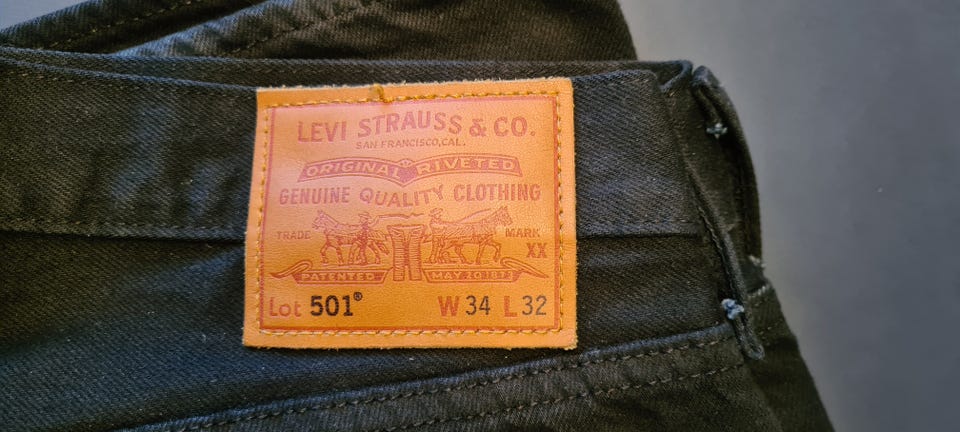 LEVI STRAUSS & CO.
SAN FRANCISCO, CAL.
ORIGINAL RIVETED
GENUINE QUALITY CLOTHING
TRADE MARK
XX
PATENTED MAY 20 1873
Lot 501® W 34 L 32